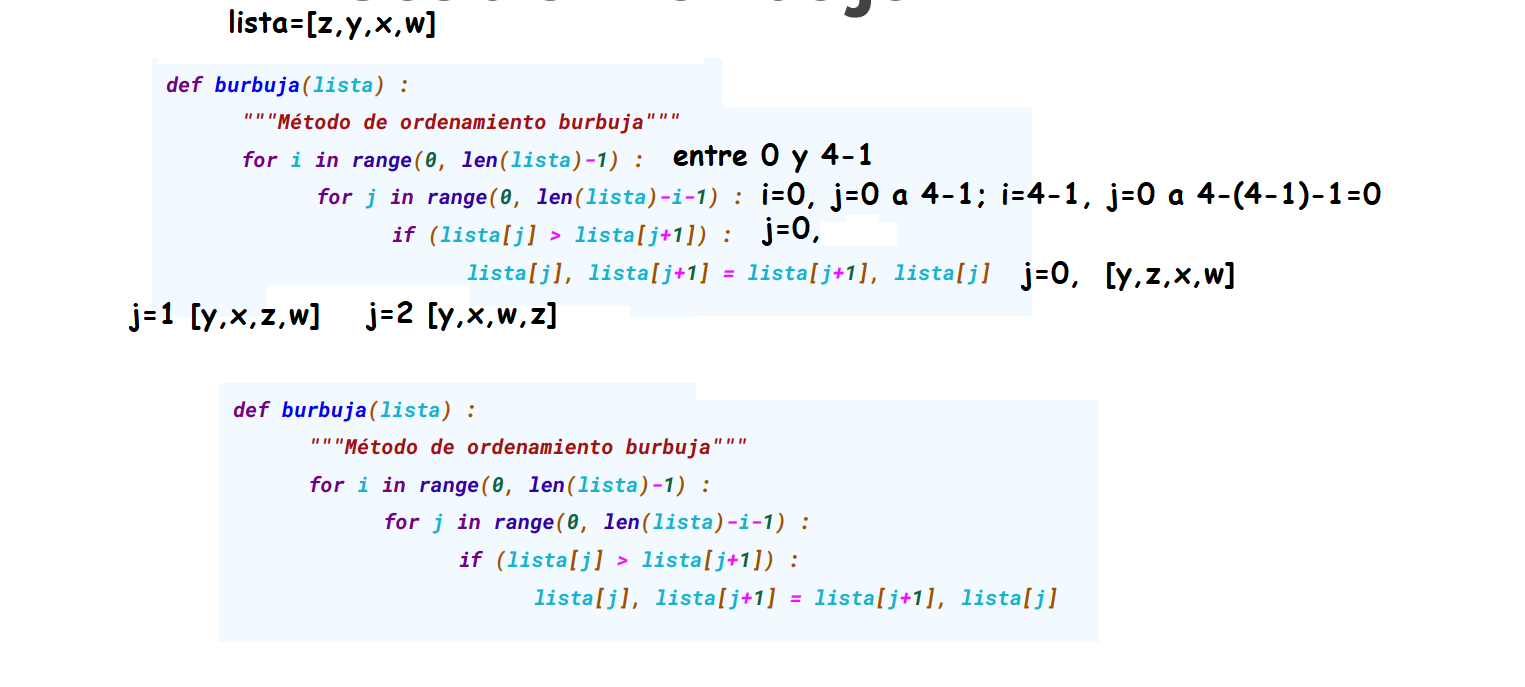 lista=[z,y,x,w]
def burbuja(lista) :
"""Método de ordenamiento burbuja"""
for i in range(0, len(lista)-1) : entre 0 y 4-1
for j in range(0, len(lista)-i-1) : i=0, j=0 a 4-1; i=4-1, j=0 a 4-(4-1)-1=0
if (lista[j] > lista[j+1]) : j=0,
lista[j], lista[j+1] = lista[j+1], lista[j] j=0, [y,z,x,w]
j=1 [y,x,z,w] j=2 [y,x,w,z]
def burbuja(lista) :
"""Método de ordenamiento burbuja"""
for i in range(0, len(lista)-1) :
for j in range(0, len(lista)-i-1) :
if (lista[j] > lista[j+1]) :
lista[j], lista[j+1] = lista[j+1], lista[j]